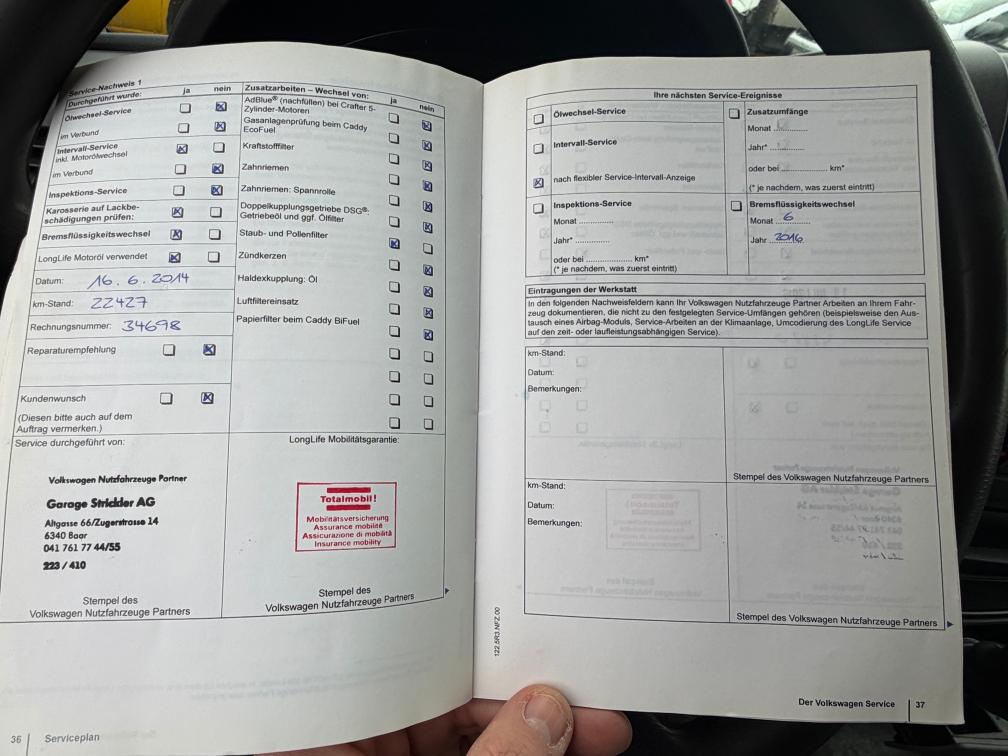 Service-Nachweis 1
Durchgeführt wurde: ja nein
Ölwechsel-Service
im Verbund
Intervall-Service
inkl. Motorölwechsel
im Verbund
Inspektions-Service
Karosserie auf Lackbe-
schädigungen prüfen:
Bremsflüssigkeitswechsel
LongLife Motoröl verwendet
Datum: 16.6.2014
km-Stand: 22427
Rechnungsnummer: 34698
Reparaturempfehlung
Kundenwunsch
(Diesen bitte auch auf dem
Auftrag vermerken.)
Service durchgeführt von:
Volkswagen Nutzfahrzeuge Partner
Garage Strickler AG
Altgasse 66/Zugerstrasse 14
6340 Baar
041 761 77 44/55
223 / 410
Stempel des
Volkswagen Nutzfahrzeuge Partners
Zusatzarbeiten – Wechsel von: ja nein
AdBlue® (nachfüllen) bei Crafter 5-
Zylinder-Motoren
Gasanlagenprüfung beim Caddy
EcoFuel
Kraftstofffilter
Zahnriemen
Zahnriemen: Spannrolle
Doppelkupplungsgetriebe DSG®:
Getriebeöl und ggf. Ölfilter
Staub- und Pollenfilter
Zündkerzen
Haldexkupplung: Öl
Luftfiltereinsatz
Papierfilter beim Caddy BiFuel
LongLife Mobilitätsgarantie:
Totalmobil!
Mobilitätsversicherung
Assurance mobilité
Assicurazione di mobilità
Insurance mobility
Stempel des
Volkswagen Nutzfahrzeuge Partners
36 Serviceplan
Ihre nächsten Service-Ereignisse
Ölwechsel-Service
Intervall-Service
nach flexibler Service-Intervall-Anzeige
Inspektions-Service
Monat ............
Jahr* ............
oder bei ................ km*
(* je nachdem, was zuerst eintritt)
Zusatzumfänge
Monat ............
Jahr* ............
oder bei ................ km*
(* je nachdem, was zuerst eintritt)
Bremsflüssigkeitswechsel
Monat 6
Jahr 2016
Eintragungen der Werkstatt
In den folgenden Nachweisfeldern kann Ihr Volkswagen Nutzfahrzeuge Partner Arbeiten an Ihrem Fahr-
zeug dokumentieren, die nicht zu den festgelegten Service-Umfängen gehören (beispielsweise den Aus-
tausch eines Airbag-Moduls, Service-Arbeiten an der Klimaanlage, Umcodierung des LongLife Service
auf den zeit- oder laufleistungsabhängigen Service).
km-Stand:
Datum:
Bemerkungen:
Stempel des Volkswagen Nutzfahrzeuge Partners
km-Stand:
Datum:
Bemerkungen:
Stempel des Volkswagen Nutzfahrzeuge Partners
122.5R3.NFZ.00
Der Volkswagen Service 37